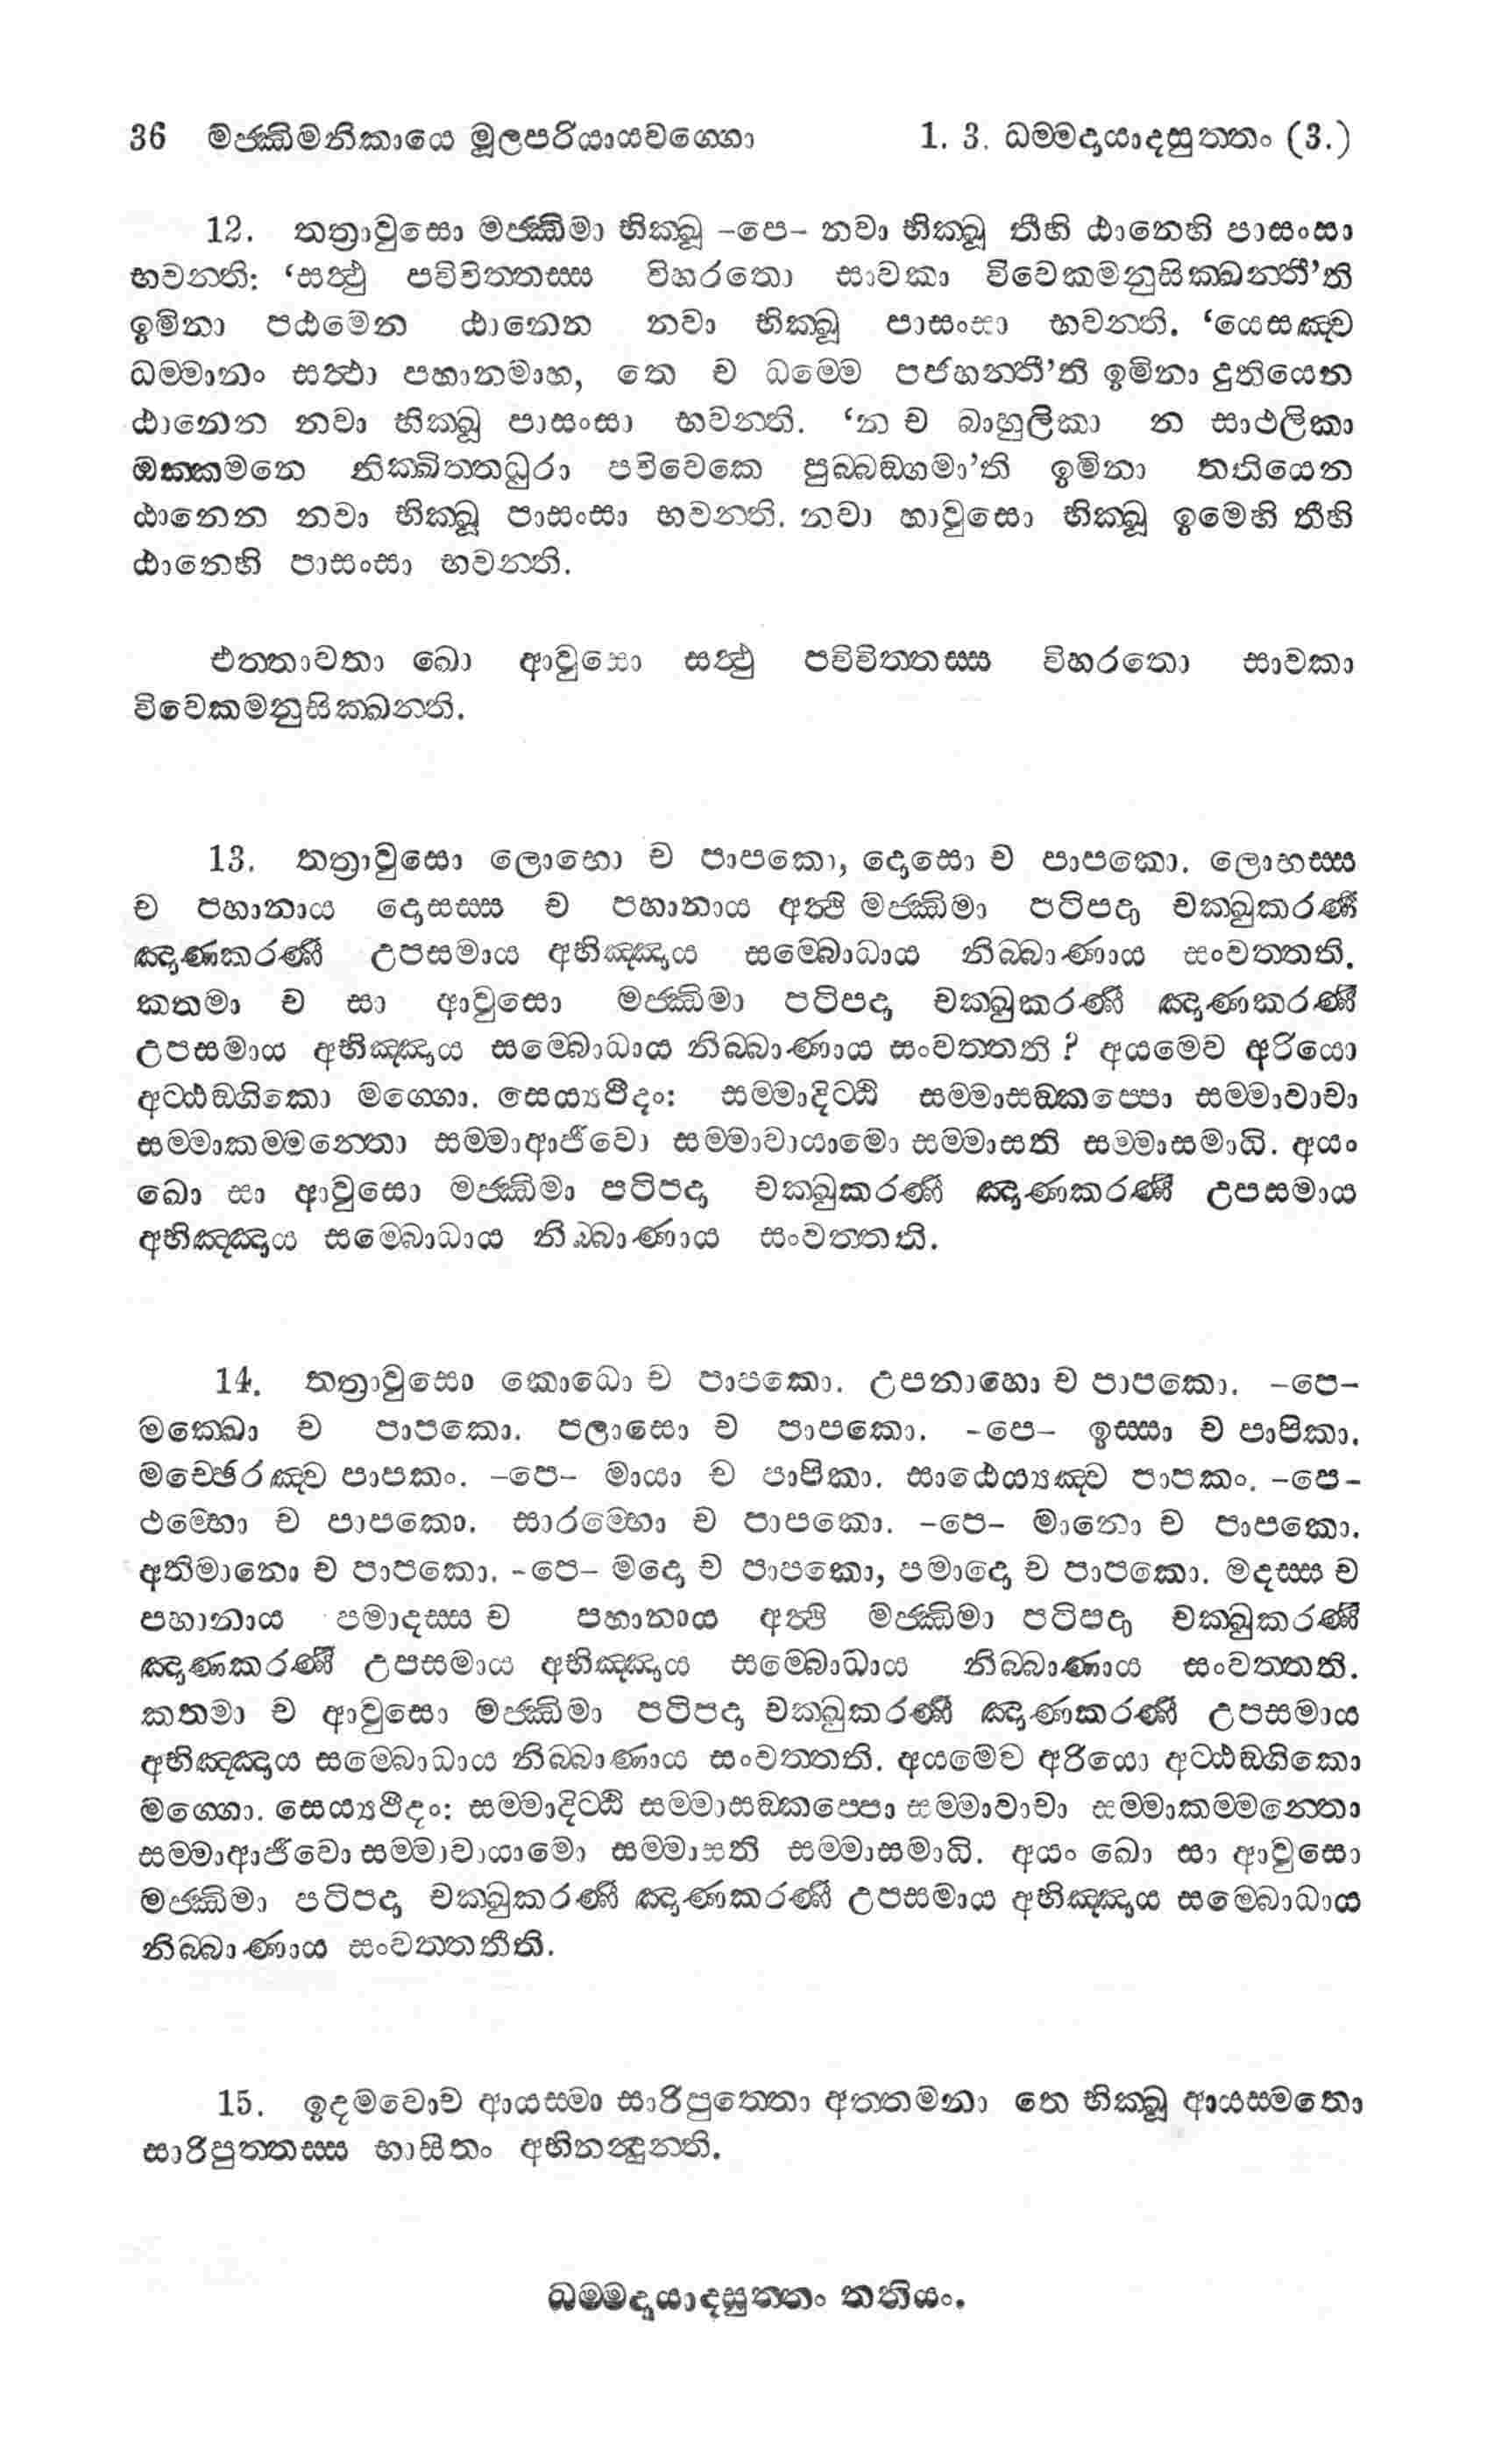 36 මජ්ඣිමනිකායෙ මූලපරියායවග්ගො 1. 3. ධම්මදායාදසුත්තං (3.)
12. තත්‍රාවුසො මජ්ඣිමා භික්ඛූ -පෙ- නවා භික්ඛූ තීහි ඨානෙහි පාසංසා
භවන්ති: ‘සත්ථු පවිවිත්තස්ස විහරතො සාවකා විවෙකමනුසික්ඛන්තී’ති
ඉමිනා පඨමෙන ඨානෙන නවා භික්ඛූ පාසංසා භවන්ති. ‘යෙසඤ්ච
ධම්මානං සත්ථා පහානමාහ, තෙ ච ධම්මෙ පජහන්තී’ති ඉමිනා දුතියෙන
ඨානෙන නවා භික්ඛූ පාසංසා භවන්ති. ‘න ච බාහුලිකා න සාථලිකා
ඔක්කමනෙ නික්ඛිත්තධුරා පවිවෙකෙ පුබ්බඞ්ගමා’ති ඉමිනා තතියෙන
ඨානෙන නවා භික්ඛූ පාසංසා භවන්ති. නවා හාවුසො භික්ඛූ ඉමෙහි තීහි
ඨානෙහි පාසංසා භවන්ති.
එත්තාවතා ඛො ආවුසො සත්ථු පවිවිත්තස්ස විහරතො සාවකා
විවෙකමනුසික්ඛන්ති.
13. තත්‍රාවුසො ලොභො ච පාපකො, දොසො ච පාපකො. ලොහස්ස
ච පහානාය දොසස්ස ච පහානාය අත්ථි මජ්ඣිමා පටිපදා චක්ඛුකරණී
ඤාණකරණී උපසමාය අභිඤ්ඤාය සම්බොධාය නිබ්බාණාය සංවත්තති.
කතමා ච සා ආවුසො මජ්ඣිමා පටිපදා චක්ඛුකරණී ඤාණකරණී
උපසමාය අභිඤ්ඤාය සම්බොධාය නිබ්බාණාය සංවත්තති ? අයමෙව අරියො
අට්ඨඞ්ගිකො මග්ගො. සෙය්‍යථීදං: සම්මාදිට්ඨි සම්මාසඞ්කප්පො සම්මාවාචා
සම්මාකම්මන්තො සම්මාආජීවො සම්මාවායාමො සම්මාසති සම්මාසමාධි. අයං
ඛො සා ආවුසො මජ්ඣිමා පටිපදා චක්ඛුකරණී ඤාණකරණී උපසමාය
අභිඤ්ඤාය සම්බොධාය නිබ්බාණාය සංවත්තති.
14. තත්‍රාවුසො කොධො ච පාපකො. උපනාහො ච පාපකො. -පෙ-
මක්ඛො ච පාපකො. පලාසො ච පාපකො. -පෙ- ඉස්සා ච පාපිකා.
මච්ඡෙරඤ්ච පාපකං. -පෙ- මායා ච පාපිකා. සාඨෙය්‍යඤ්ච පාපකං. -පෙ-
ථම්භො ච පාපකො. සාරම්භො ච පාපකො. -පෙ- මානො ච පාපකො.
අතිමානො ච පාපකො. -පෙ- මදො ච පාපකො, පමාදො ච පාපකො. මදස්ස ච
පහානාය පමාදස්ස ච පහානාය අත්ථි මජ්ඣිමා පටිපදා චක්ඛුකරණී
ඤාණකරණී උපසමාය අභිඤ්ඤාය සම්බොධාය නිබ්බාණාය සංවත්තති.
කතමා ච ආවුසො මජ්ඣිමා පටිපදා චක්ඛුකරණී ඤාණකරණී උපසමාය
අභිඤ්ඤාය සම්බොධාය නිබ්බාණාය සංවත්තති. අයමෙව අරියො අට්ඨඞ්ගිකො
මග්ගො. සෙය්‍යථීදං: සම්මාදිට්ඨි සම්මාසඞ්කප්පො සම්මාවාචා සම්මාකම්මන්තො
සම්මාආජීවො සම්මාවායාමො සම්මාසති සම්මාසමාධි. අයං ඛො සා ආවුසො
මජ්ඣිමා පටිපදා චක්ඛුකරණී ඤාණකරණී උපසමාය අභිඤ්ඤාය සම්බොධාය
නිබ්බාණාය සංවත්තතීති.
15. ඉදමවොච ආයස්මා සාරිපුත්තො අත්තමනා තෙ භික්ඛූ ආයස්මතො
සාරිපුත්තස්ස භාසිතං අභිනන්දුන්ති.
ධම්මදායාදසුත්තං තතියං.